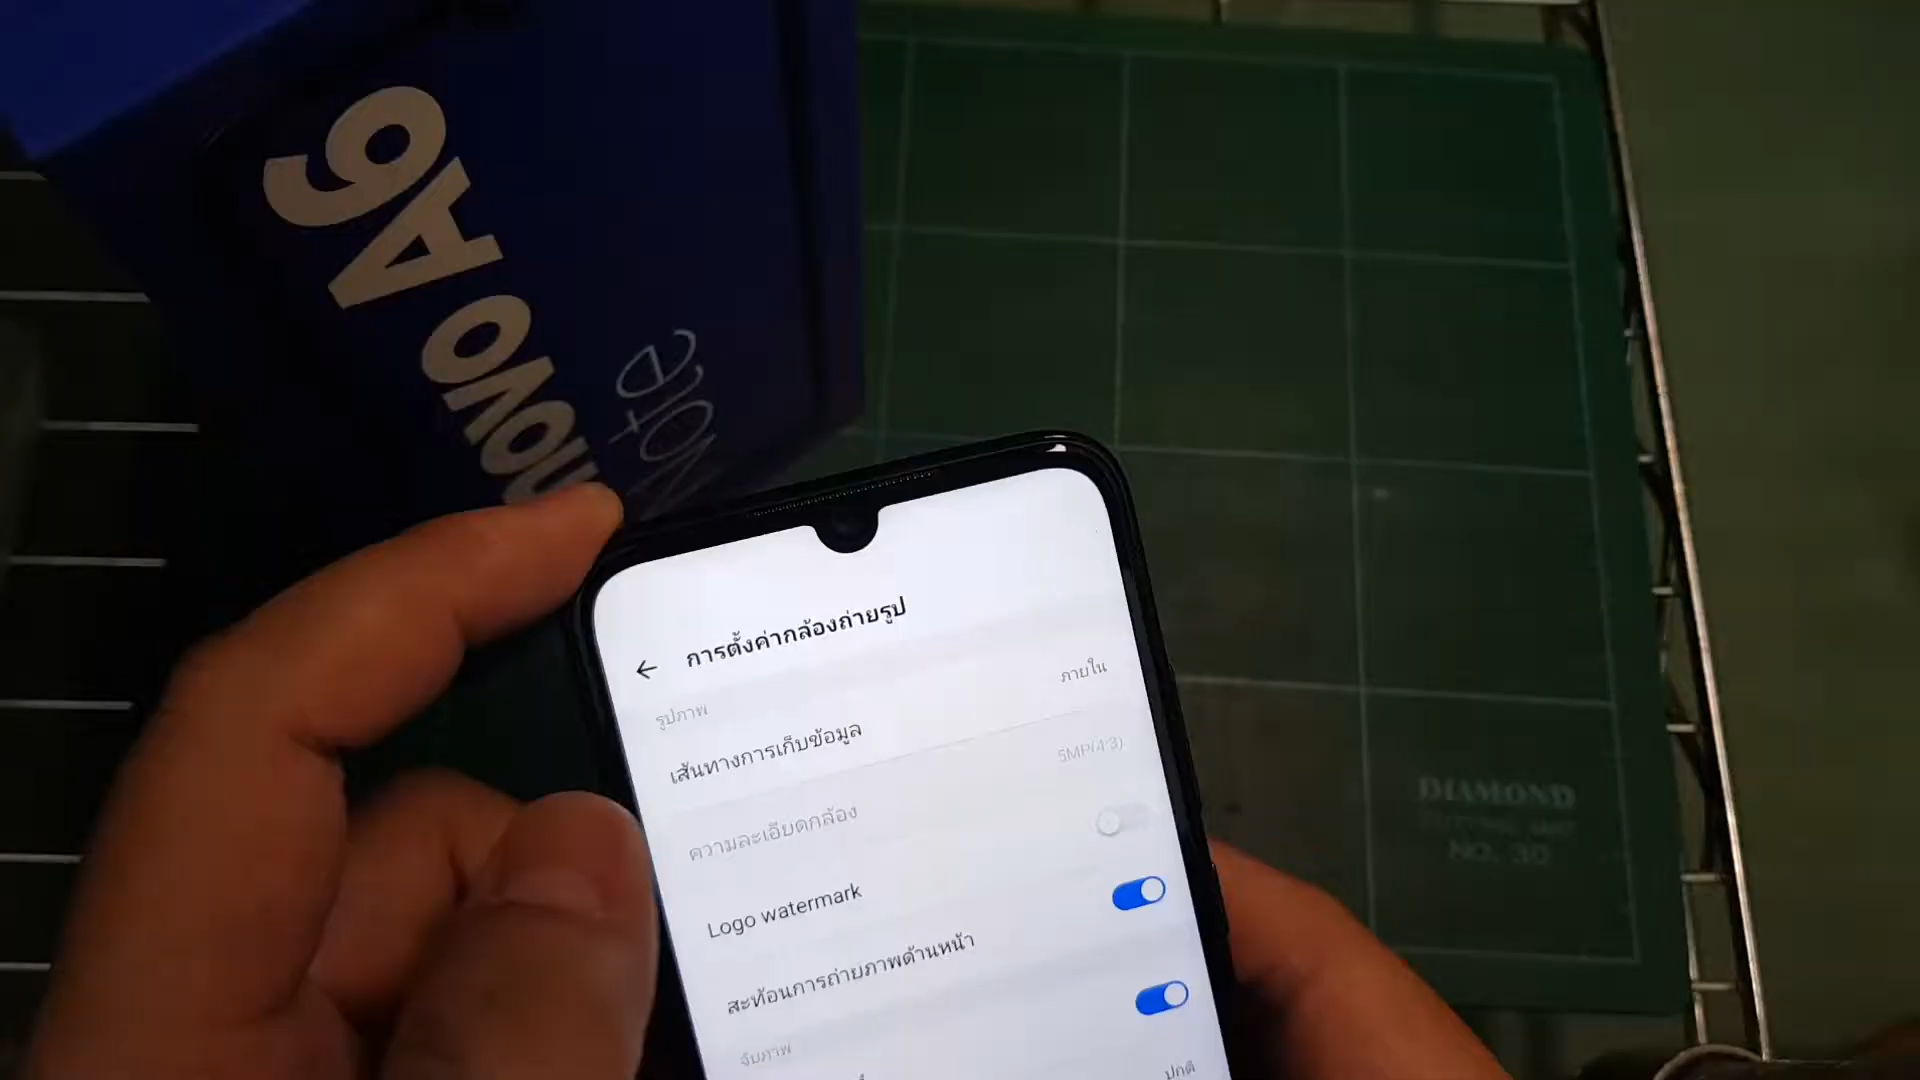 novo A6
Note
การตั้งค่ากล้องถ่ายรูป
รูปภาพ
เส้นทางการเก็บข้อมูล
ภายใน
ความละเอียดกล้อง
5MP(4:3)
Logo watermark
สะท้อนการถ่ายภาพด้านหน้า
จับภาพ
ปกติ
DIAMOND
NO. 30